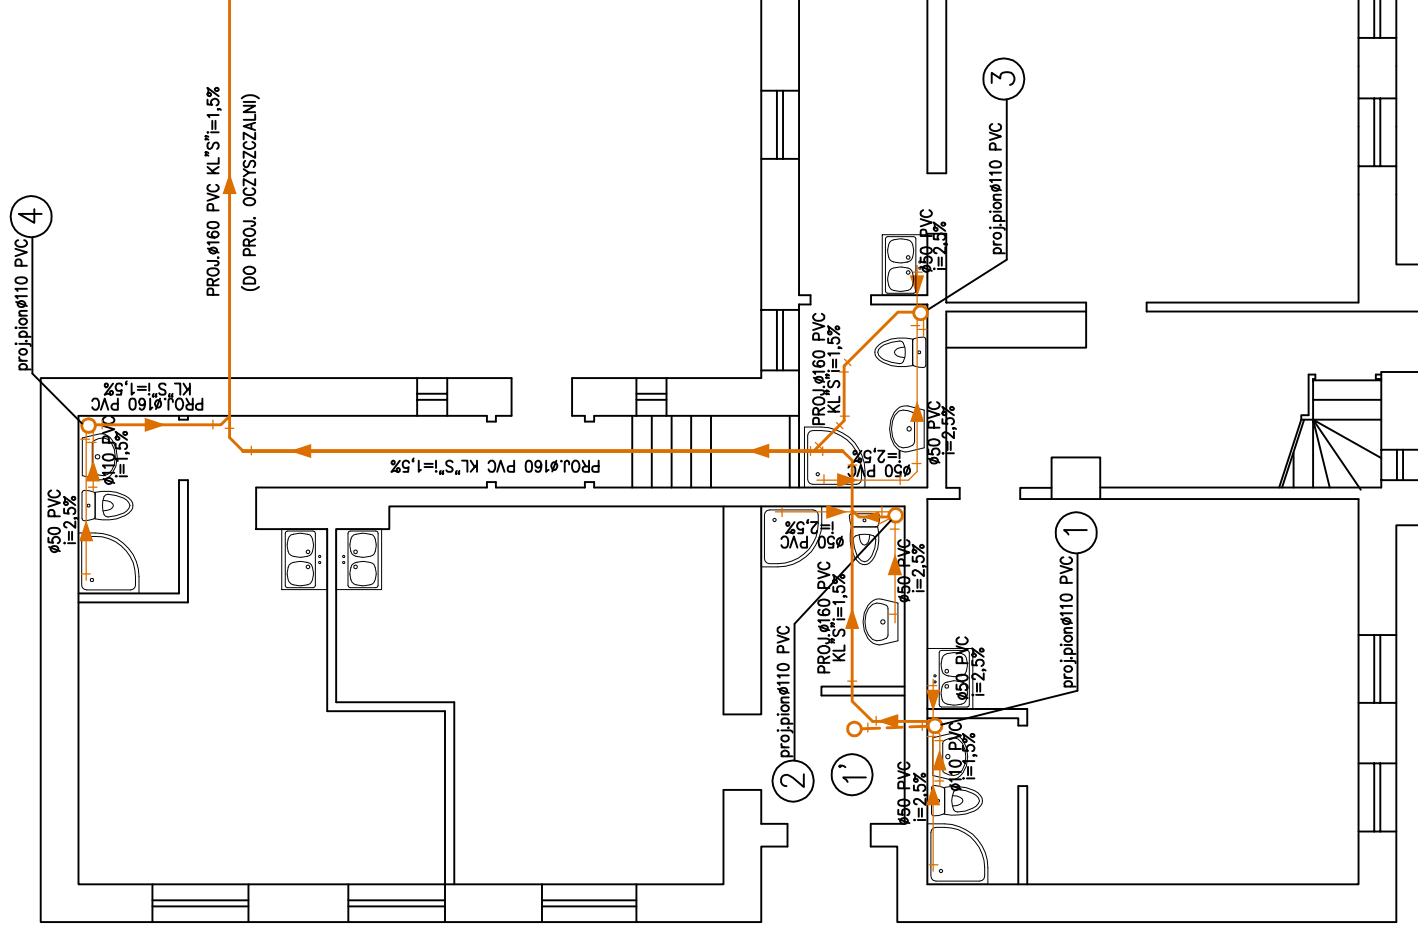 PROJ.ø160 PVC KL"S"i=1,5%
(DO PROJ. OCZYSZCZALNI)
4
proj.pionø110 PVC
PROJ.ø160 PVC
KL"S"i=1,5%
ø110 PVC
i=1,5%
ø50 PVC
i=2,5%
PROJ.ø160 PVC KL"S"i=1,5%
3
proj.pionø110 PVC
ø50 PVC
i=2,5%
PROJ.ø160 PVC
KL"S"i=1,5%
ø50 PVC
i=2,5%
ø50 PVC
i=2,5%
ø50 PVC
i=2,5%
ø50 PVC
i=2,5%
PROJ.ø160 PVC
KL"S"i=1,5%
2
proj.pionø110 PVC
1'
1
proj.pionø110 PVC
ø50 PVC
i=2,5%
ø110 PVC
i=1,5%
ø50 PVC
i=2,5%